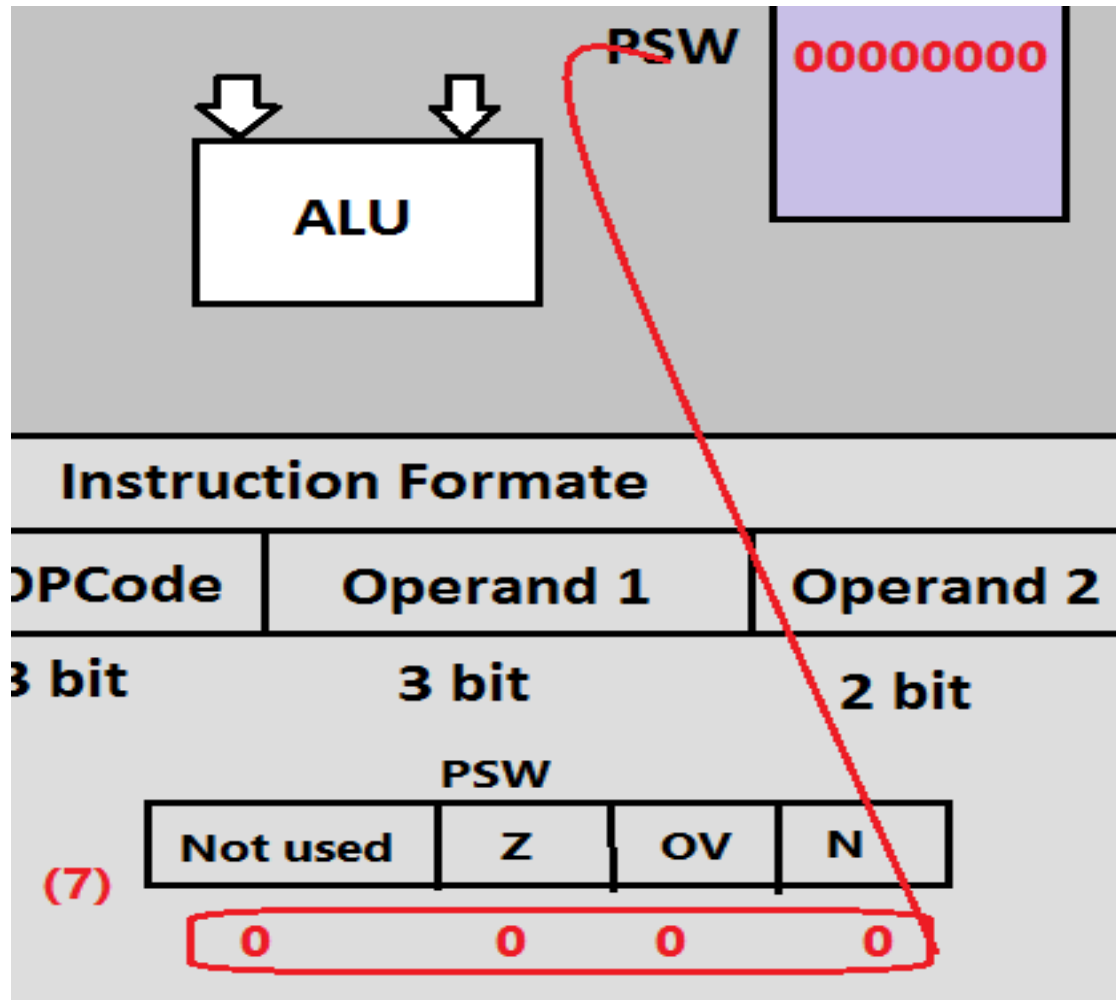 PSW 00000000
ALU
Instruction Formate
OPCode Operand 1 Operand 2
3 bit 3 bit 2 bit
PSW
Not used Z OV N
(7)
0 0 0 0